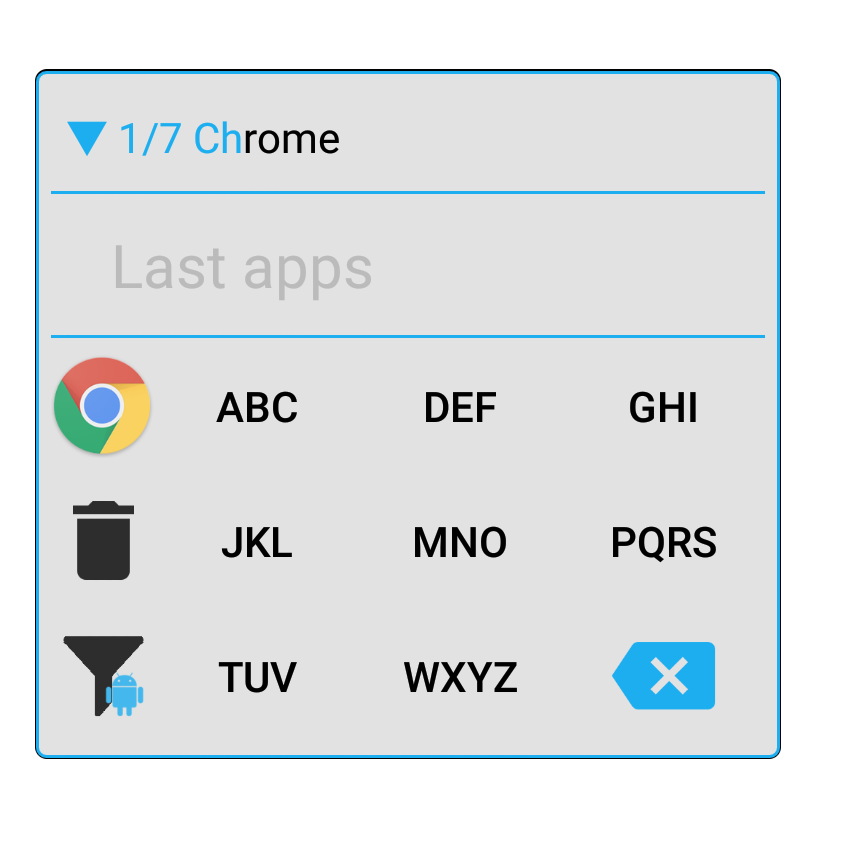 1/7 Chrome
Last apps
ABC DEF GHI
JKL MNO PQRS
TUV WXYZ